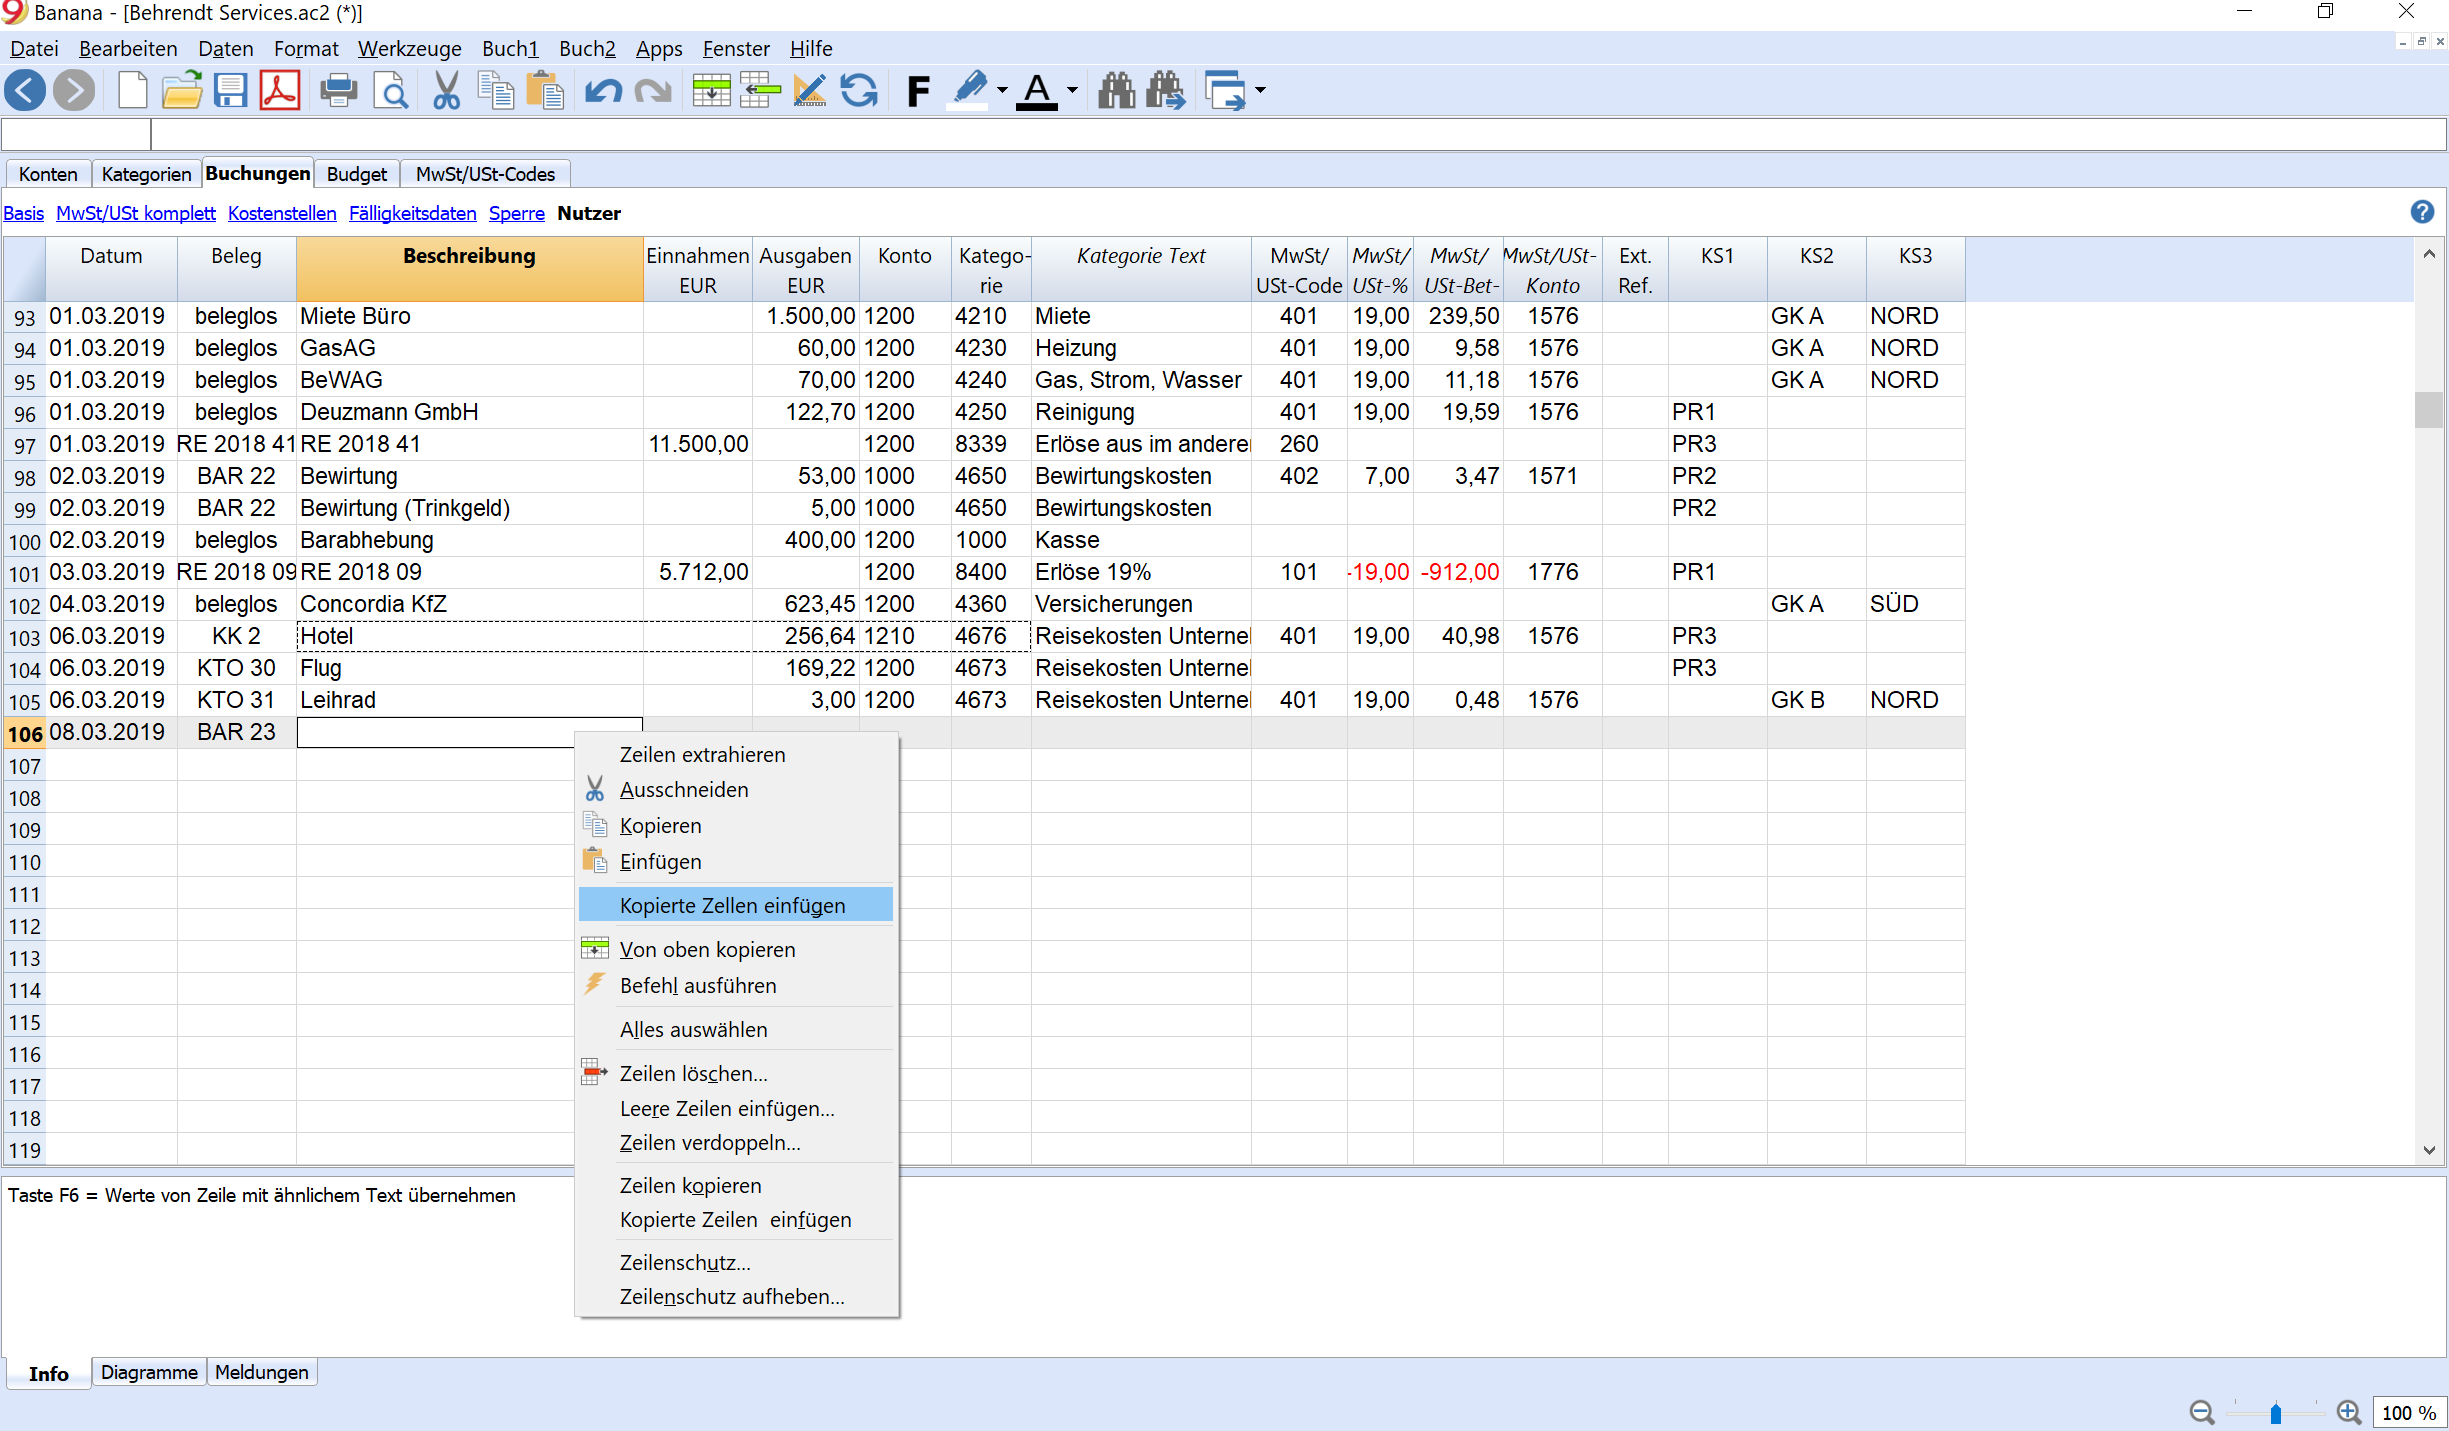 Banana - [Behrendt Services.ac2 (*)]
Datei Bearbeiten Daten Format Werkzeuge Buch1 Buch2 Apps Fenster Hilfe
F A
Konten Kategorien Buchungen Budget MwSt/USt-Codes
Basis MwSt/USt komplett Kostenstellen Fälligkeitsdaten Sperre Nutzer
Datum Beleg Beschreibung Einnahmen Ausgaben Konto Katego- Kategorie Text MwSt/ MwSt/ MwSt/ MwSt/USt- Ext. KS1 KS2 KS3
EUR EUR rie USt-Code USt-% USt-Bet- Konto Ref.
93 01.03.2019 beleglos Miete Büro 1.500,00 1200 4210 Miete 401 19,00 239,50 1576 GK A NORD
94 01.03.2019 beleglos GasAG 60,00 1200 4230 Heizung 401 19,00 9,58 1576 GK A NORD
95 01.03.2019 beleglos BeWAG 70,00 1200 4240 Gas, Strom, Wasser 401 19,00 11,18 1576 GK A NORD
96 01.03.2019 beleglos Deuzmann GmbH 122,70 1200 4250 Reinigung 401 19,00 19,59 1576 PR1
97 01.03.2019 RE 2018 41 RE 2018 41 11.500,00 1200 8339 Erlöse aus im andere 260 PR3
98 02.03.2019 BAR 22 Bewirtung 53,00 1000 4650 Bewirtungskosten 402 7,00 3,47 1571 PR2
99 02.03.2019 BAR 22 Bewirtung (Trinkgeld) 5,00 1000 4650 Bewirtungskosten PR2
100 02.03.2019 beleglos Barabhebung 400,00 1200 1000 Kasse
101 03.03.2019 RE 2018 09 RE 2018 09 5.712,00 1200 8400 Erlöse 19% 101 -19,00 -912,00 1776 PR1
102 04.03.2019 beleglos Concordia KfZ 623,45 1200 4360 Versicherungen GK A SÜD
103 06.03.2019 KK 2 Hotel 256,64 1210 4676 Reisekosten Unterne 401 19,00 40,98 1576 PR3
104 06.03.2019 KTO 30 Flug 169,22 1200 4673 Reisekosten Unterne PR3
105 06.03.2019 KTO 31 Leihrad 3,00 1200 4673 Reisekosten Unterne 401 19,00 0,48 1576 GK B NORD
106 08.03.2019 BAR 23
107
108
109
110
111
112
113
114
115
116
117
118
119
Zeilen extrahieren
Ausschneiden
Kopieren
Einfügen
Kopierte Zellen einfügen
Von oben kopieren
Befehl ausführen
Alles auswählen
Zeilen löschen...
Leere Zeilen einfügen...
Zeilen verdoppeln...
Zeilen kopieren
Kopierte Zeilen einfügen
Zeilenschutz...
Zeilenschutz aufheben...
Taste F6 = Werte von Zeile mit ähnlichem Text übernehmen
Info Diagramme Meldungen
100 %